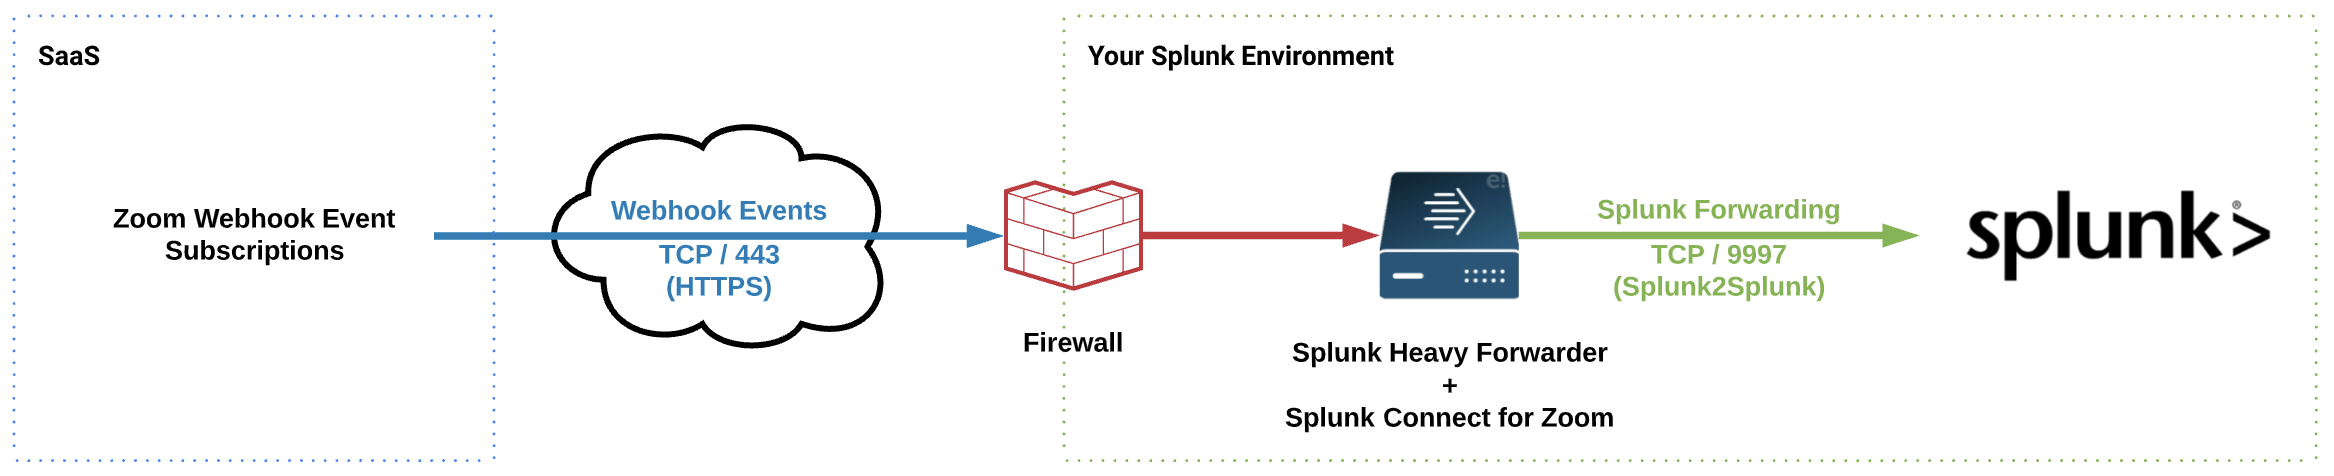 SaaS
Your Splunk Environment
Zoom Webhook Event
Subscriptions
Webhook Events
TCP / 443
(HTTPS)
Firewall
e!
Splunk Heavy Forwarder
+
Splunk Connect for Zoom
Splunk Forwarding
TCP / 9997
(Splunk2Splunk)
splunk®>